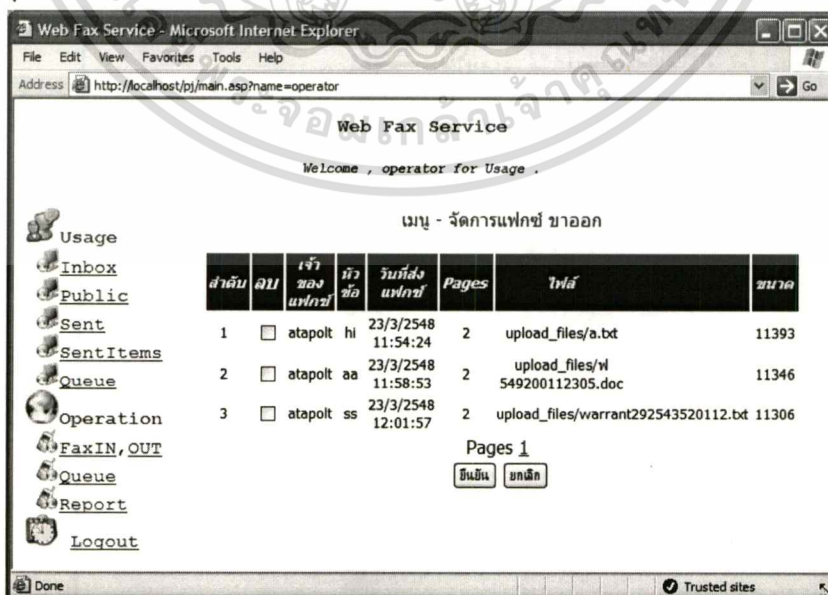 Web Fax Service - Microsoft Internet Explorer
File Edit View Favorites Tools Help
Address http://localhost/pj/main.asp?name=operator Go
Web Fax Service
Welcome , operator for Usage .
เมนู - จัดการแฟกซ์ ขาออก
Usage
Inbox
Public
Sent
SentItems
Queue
Operation
FaxIN, OUT
Queue
Report
Logout
ลำดับ ลบ เจ้าของแฟกซ์ หัวข้อ วันที่ส่งแฟกซ์ Pages ไฟล์ ขนาด
1 atapolt hi 23/3/2548 11:54:24 2 upload_files/a.txt 11393
2 atapolt aa 23/3/2548 11:58:53 2 upload_files/ฟ 549200112305.doc 11346
3 atapolt ss 23/3/2548 12:01:57 2 upload_files/warrant292543520112.txt 11306
Pages 1
ยืนยัน ยกเลิก
Done Trusted sites